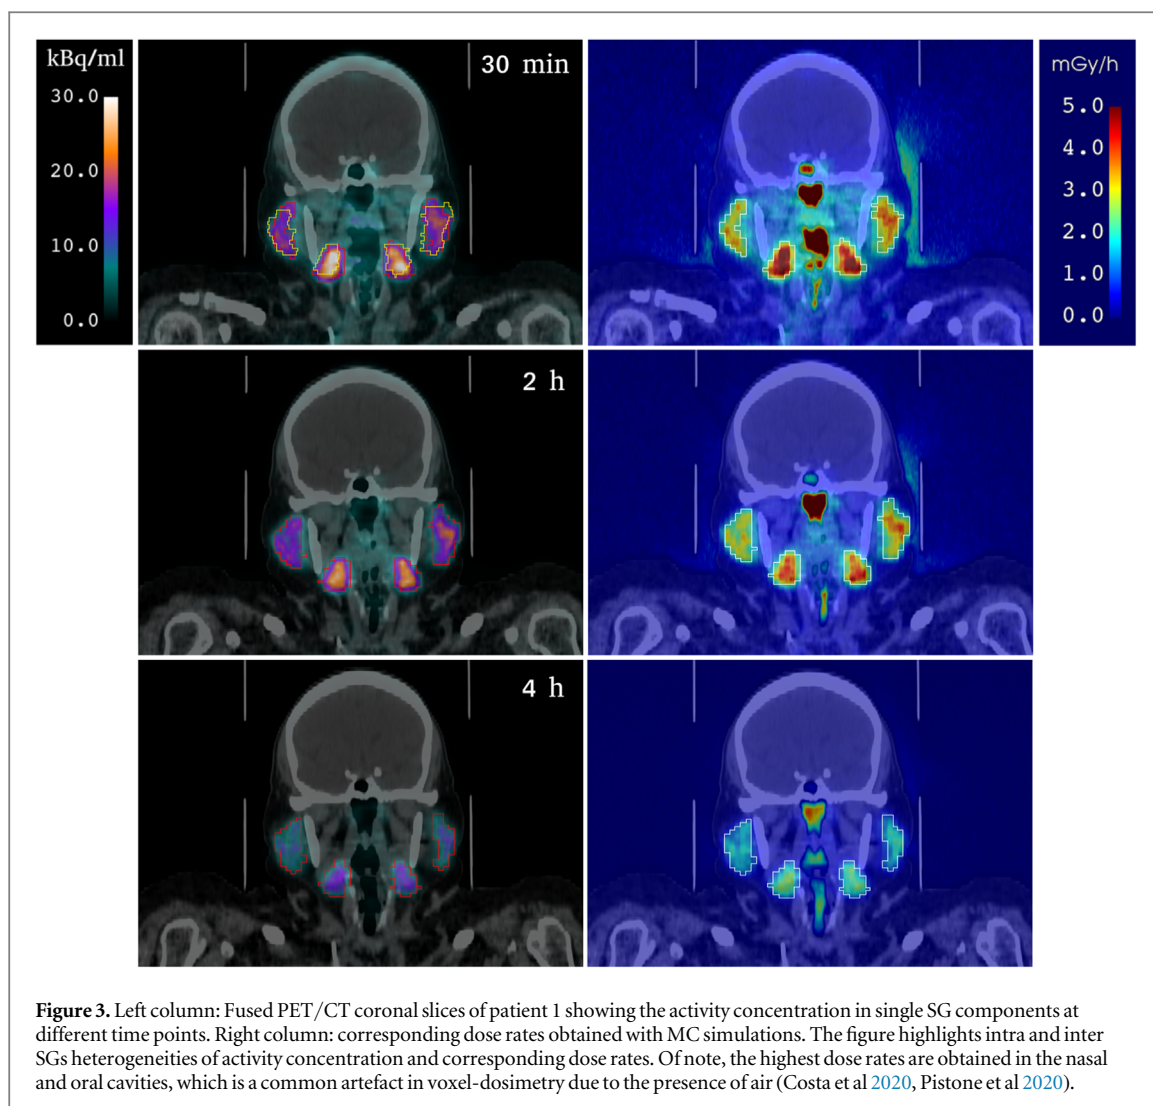 kBq/ml
30.0
20.0
10.0
0.0
30 min
mGy/h
5.0
4.0
3.0
2.0
1.0
0.0
2 h
4 h
Figure 3. Left column: Fused PET/CT coronal slices of patient 1 showing the activity concentration in single SG components at
different time points. Right column: corresponding dose rates obtained with MC simulations. The figure highlights intra and inter
SGs heterogeneities of activity concentration and corresponding dose rates. Of note, the highest dose rates are obtained in the nasal
and oral cavities, which is a common artefact in voxel-dosimetry due to the presence of air (Costa et al 2020, Pistone et al 2020).